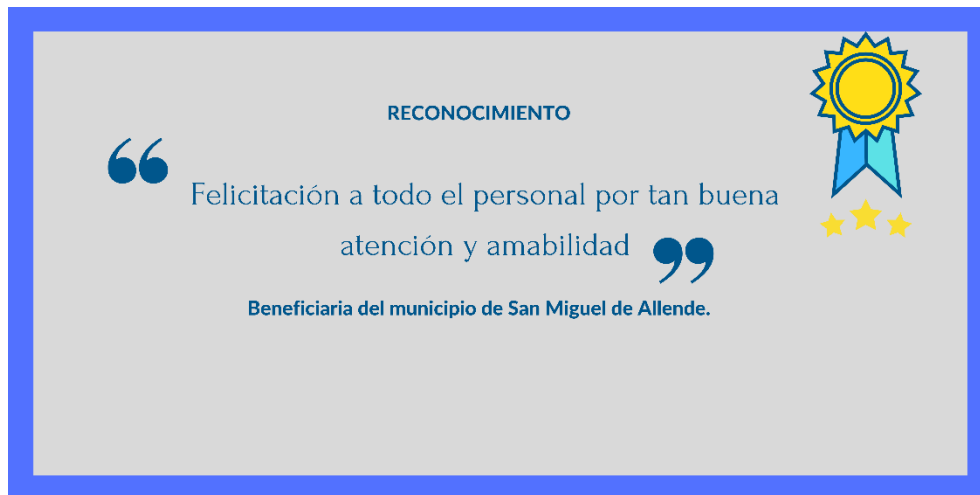 RECONOCIMIENTO
“
Felicitación a todo el personal por tan buena
atención y amabilidad ”
Beneficiaria del municipio de San Miguel de Allende.